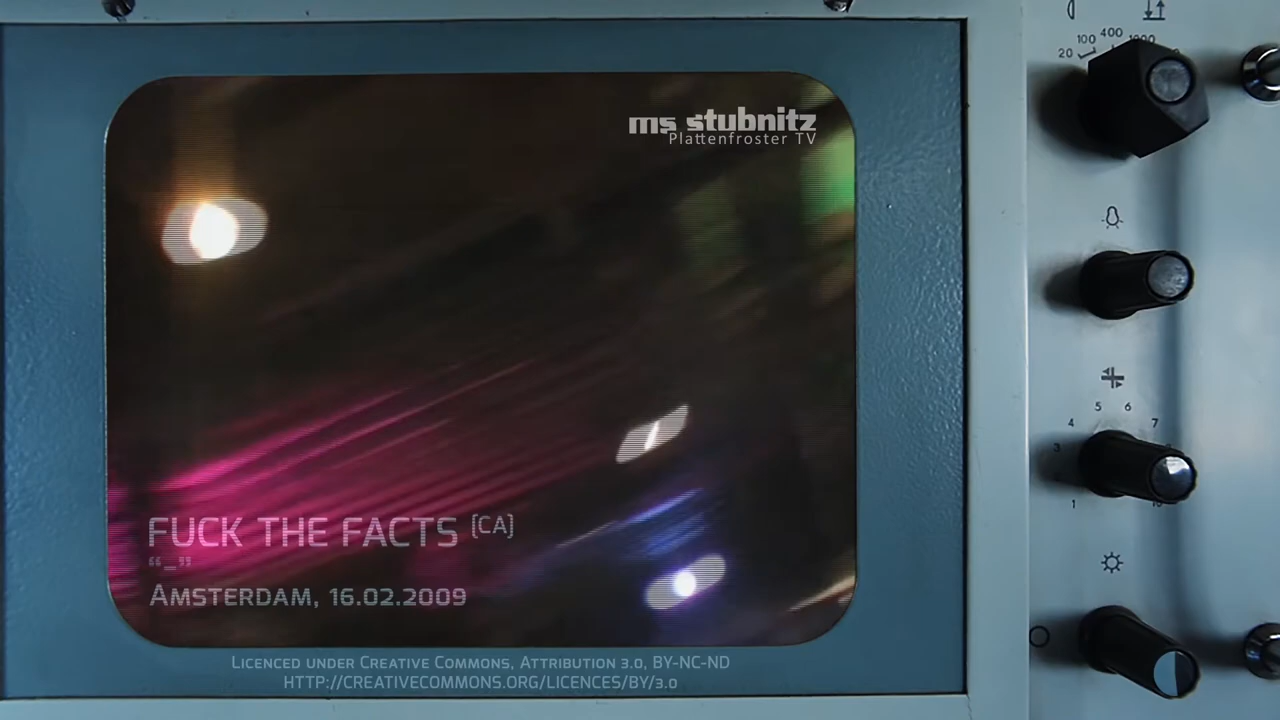 20 100 400 1000
ms stubnitz
Plattenfroster TV
5 6
4 7
3
1 10
FUCK THE FACTS [CA]
“_”
AMSTERDAM, 16.02.2009
LICENCED UNDER CREATIVE COMMONS, ATTRIBUTION 3.0, BY-NC-ND
HTTP://CREATIVECOMMONS.ORG/LICENCES/BY/3.0